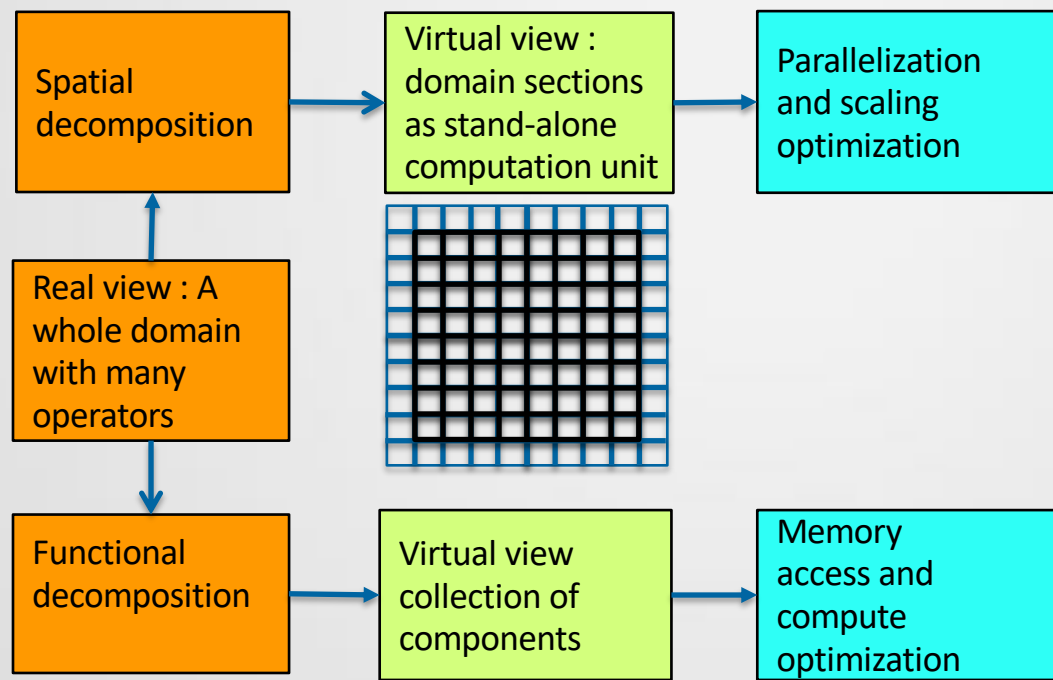 Spatial
decomposition
Virtual view :
domain sections
as stand-alone
computation unit
Parallelization
and scaling
optimization
Real view : A
whole domain
with many
operators
Functional
decomposition
Virtual view
collection of
components
Memory
access and
compute
optimization